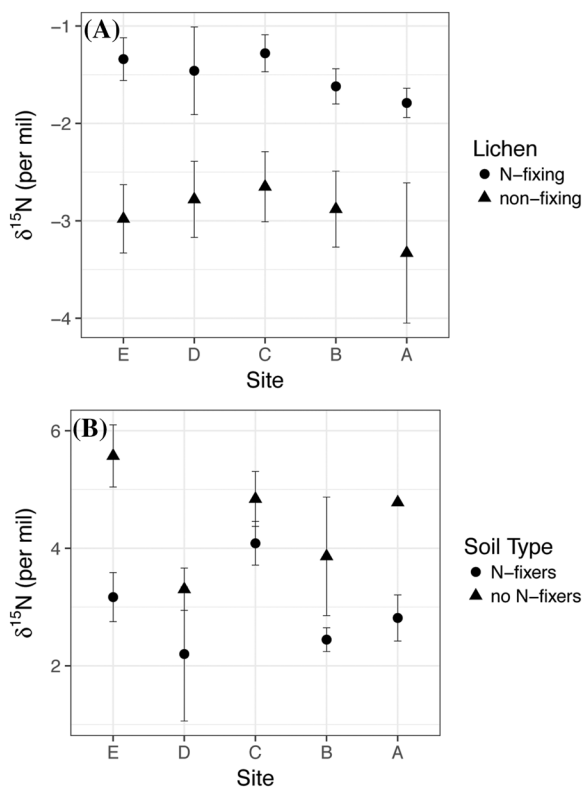 (A)
−1
−2
−3
−4
δ15N (per mil)
E D C B A
Site
Lichen
N−fixing
non−fixing
(B)
6
4
2
δ15N (per mil)
E D C B A
Site
Soil Type
N−fixers
no N−fixers